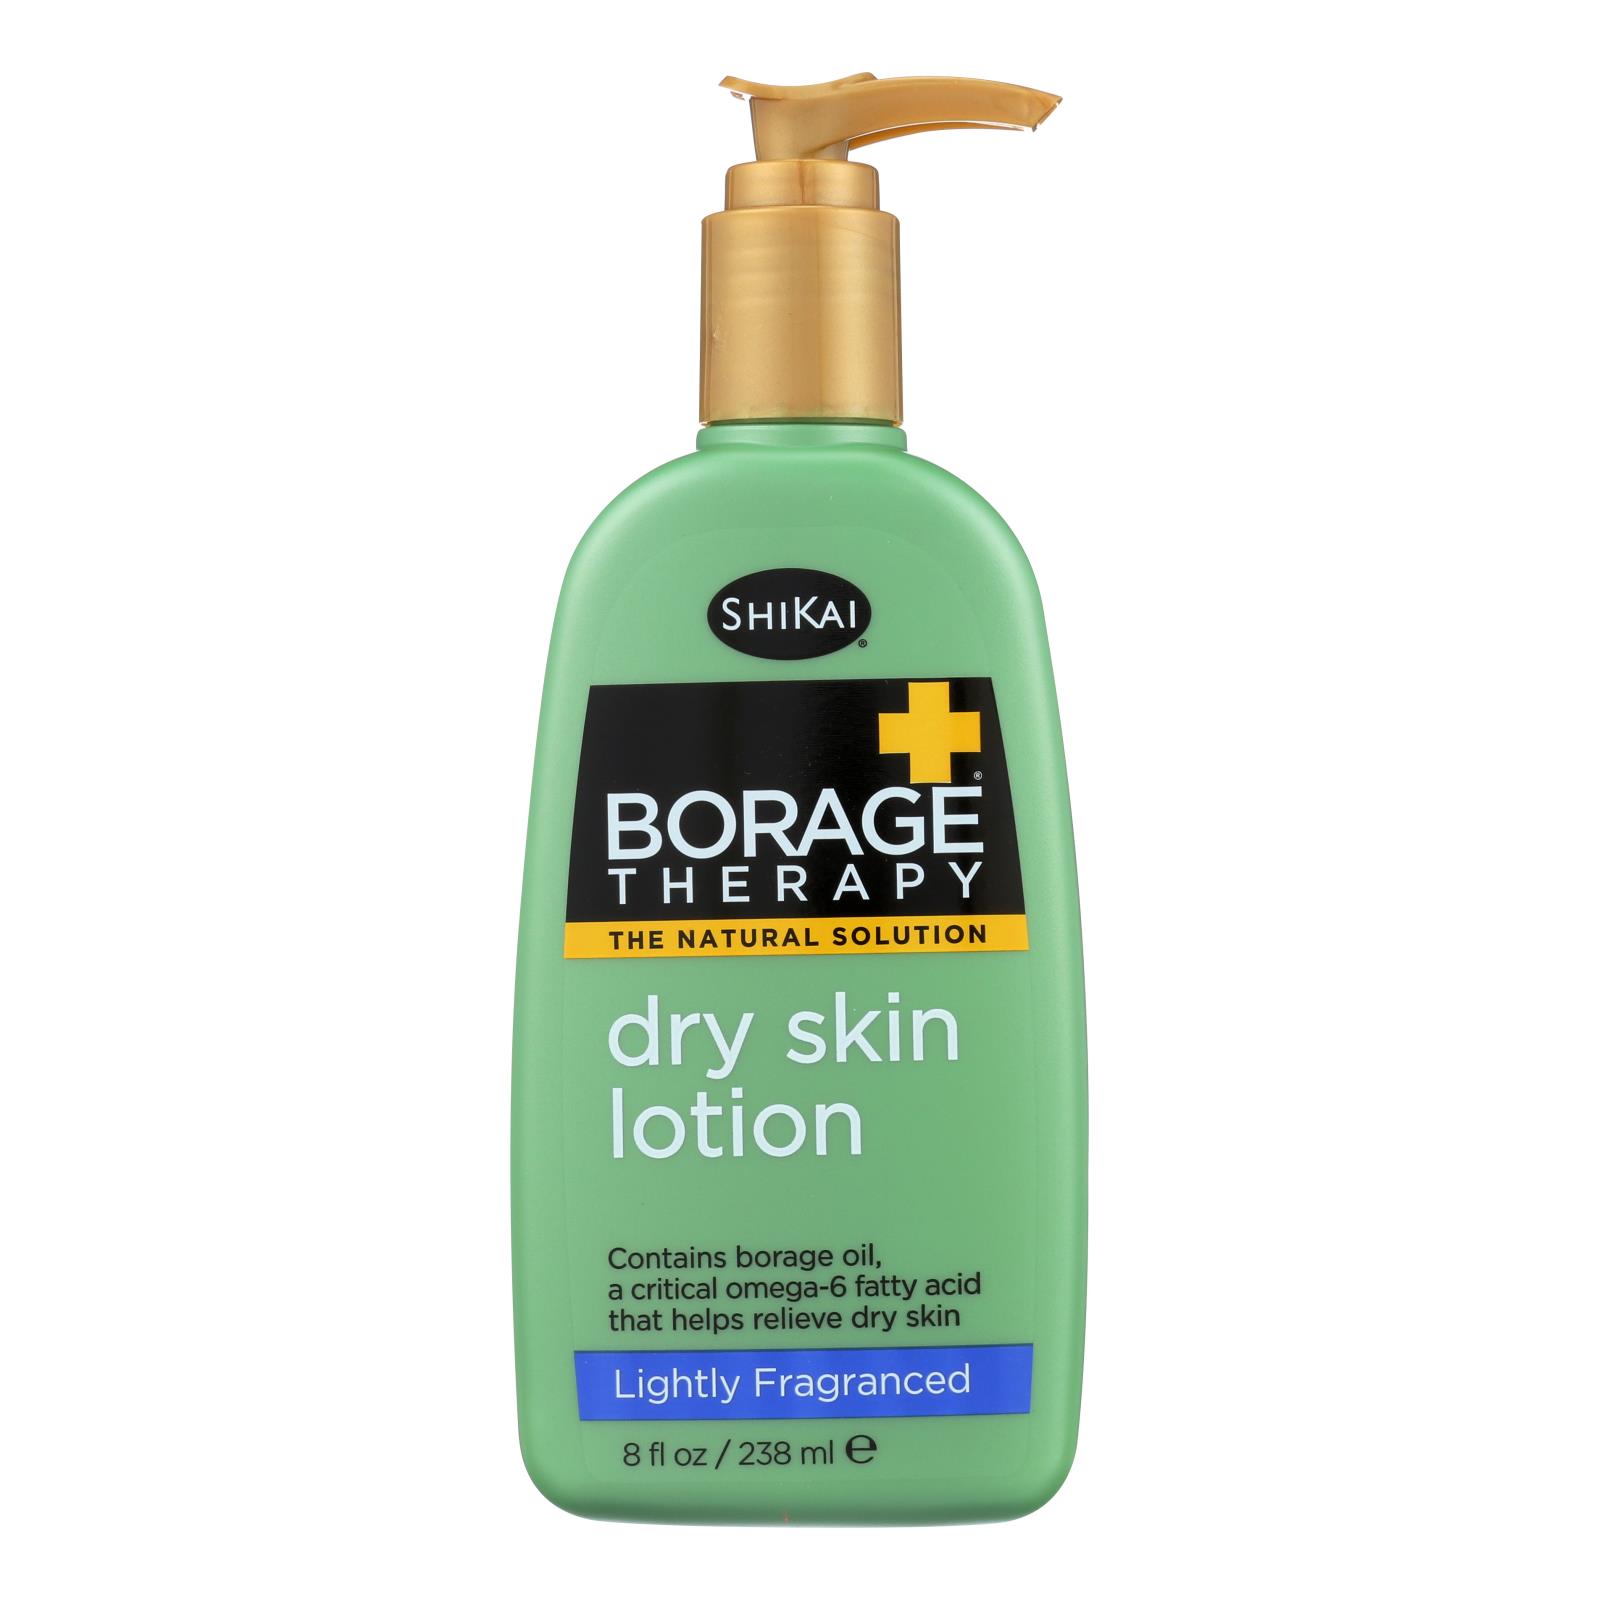 SHIKAI®
BORAGE®
THERAPY
THE NATURAL SOLUTION
dry skin
lotion
Contains borage oil,
a critical omega-6 fatty acid
that helps relieve dry skin
Lightly Fragranced
8 fl oz / 238 ml ℮